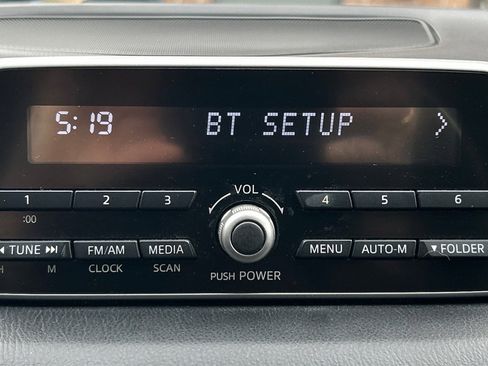 5:19 BT SETUP >
1 2 3 VOL 4 5 6
:00
TUNE FM/AM MEDIA MENU AUTO-M FOLDER
H M CLOCK SCAN PUSH POWER